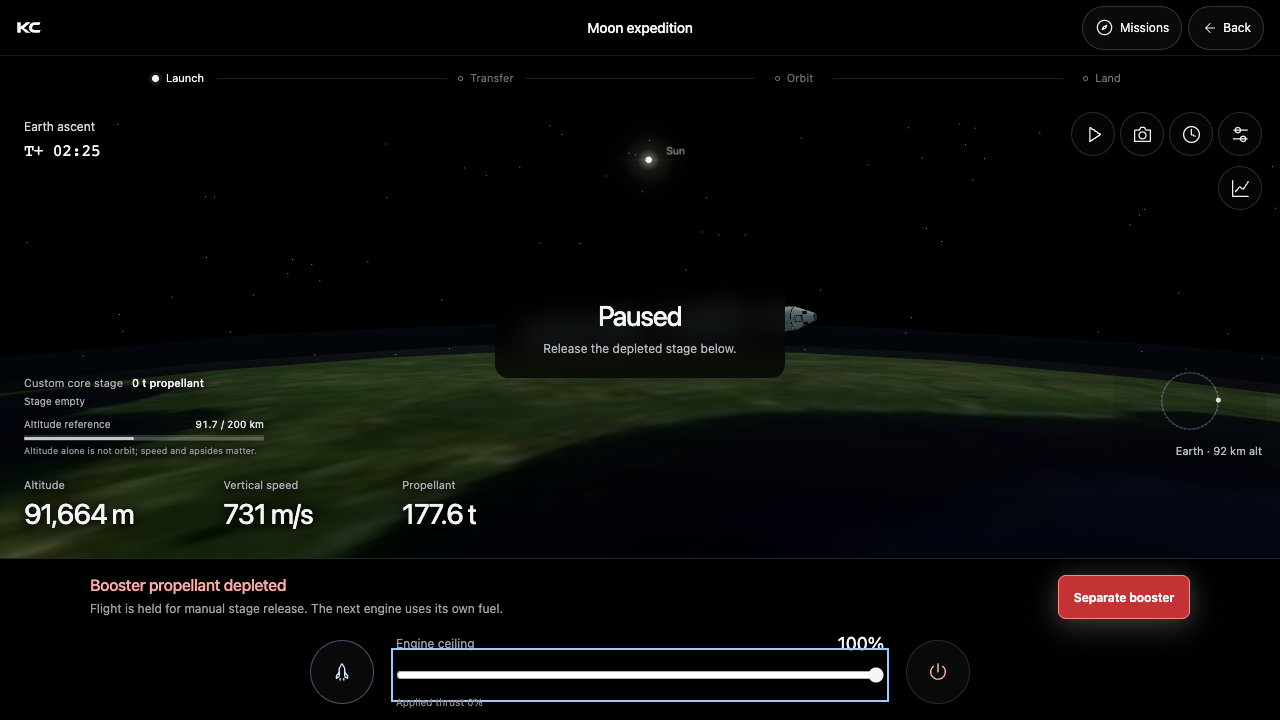 KC
Moon expedition
Missions
Back
Launch
Transfer
Orbit
Land
Earth ascent
T+ 02:25
Sun
Paused
Release the depleted stage below.
Custom core stage 0 t propellant
Stage empty
Altitude reference 91.7 / 200 km
Altitude alone is not orbit; speed and apsides matter.
Earth · 92 km alt
Altitude
91,664 m
Vertical speed
731 m/s
Propellant
177.6 t
Booster propellant depleted
Flight is held for manual stage release. The next engine uses its own fuel.
Separate booster
Engine ceiling 100%
Applied thrust 0%